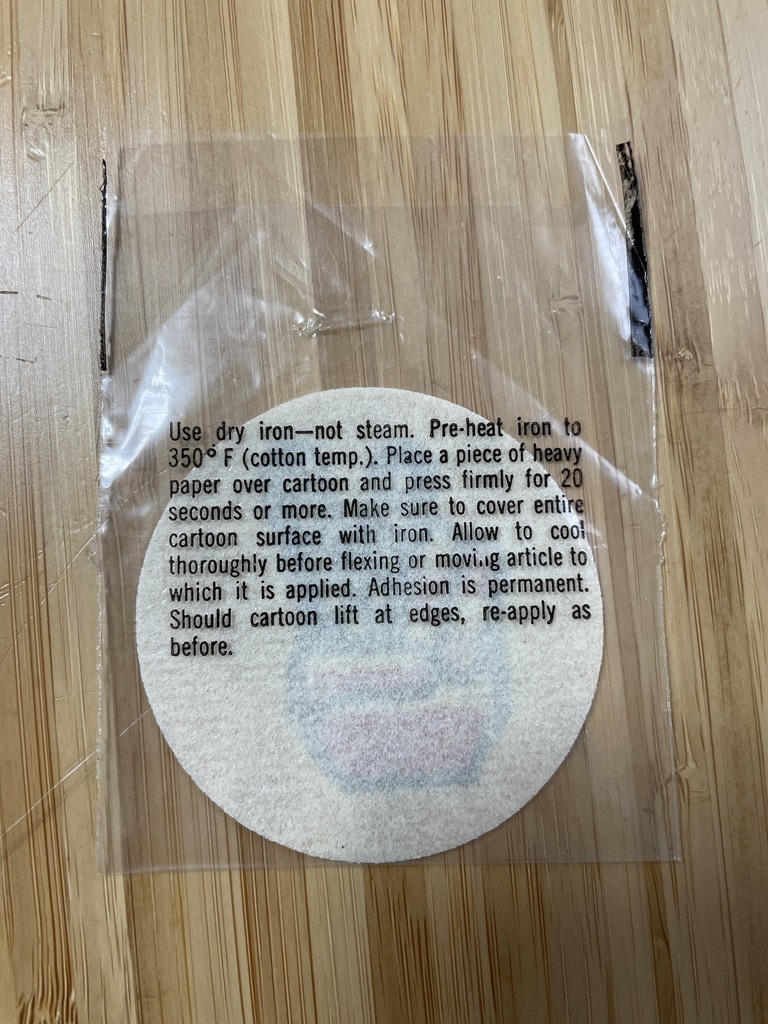 Use dry iron—not steam. Pre-heat iron to
350° F (cotton temp.). Place a piece of heavy
paper over cartoon and press firmly for 20
seconds or more. Make sure to cover entire
cartoon surface with iron. Allow to cool
thoroughly before flexing or moving article to
which it is applied. Adhesion is permanent.
Should cartoon lift at edges, re-apply as
before.